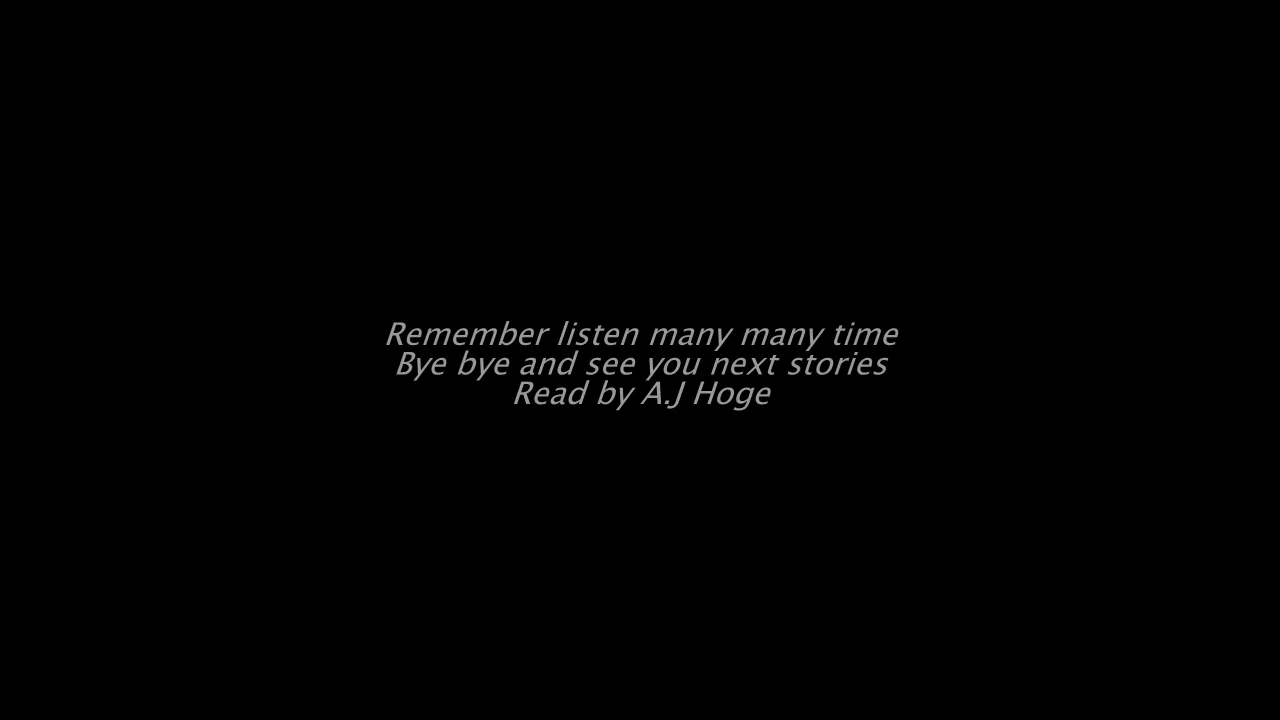 Remember listen many many time
Bye bye and see you next stories
Read by A.J Hoge